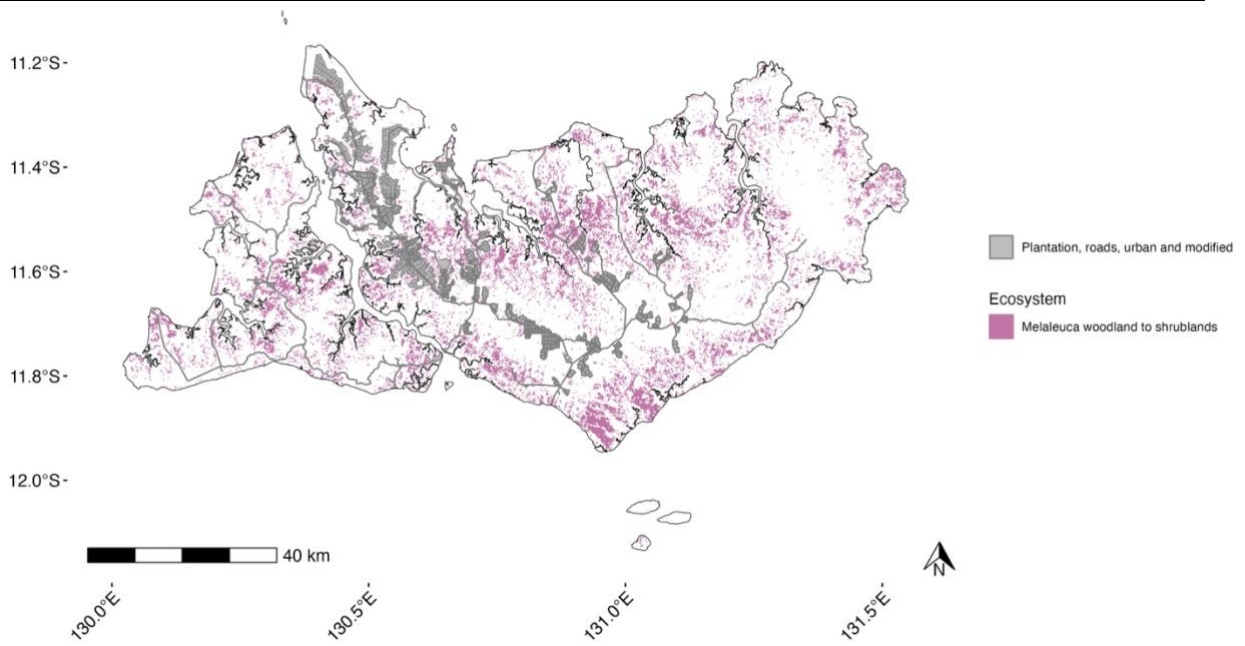 11.2°S
11.4°S
11.6°S
11.8°S
12.0°S
Plantation, roads, urban and modified
Ecosystem
Melaleuca woodland to shrublands
40 km
N
130.0°E
130.5°E
131.0°E
131.5°E